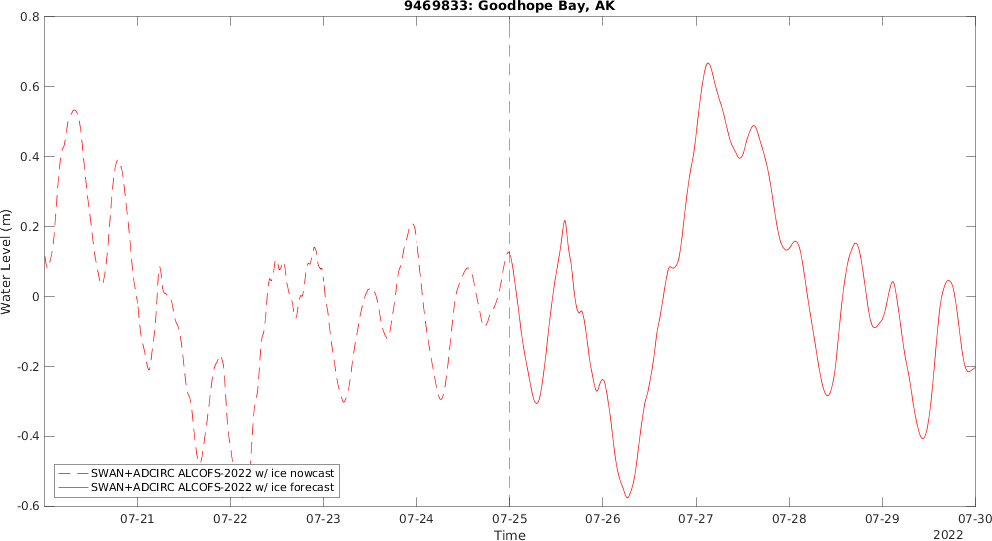 9469833: Goodhope Bay, AK
Water Level (m)
0.8
0.6
0.4
0.2
0
-0.2
-0.4
-0.6
SWAN+ADCIRC ALCOFS-2022 w/ ice nowcast
SWAN+ADCIRC ALCOFS-2022 w/ ice forecast
07-21 07-22 07-23 07-24 07-25 07-26 07-27 07-28 07-29 07-30
Time
2022